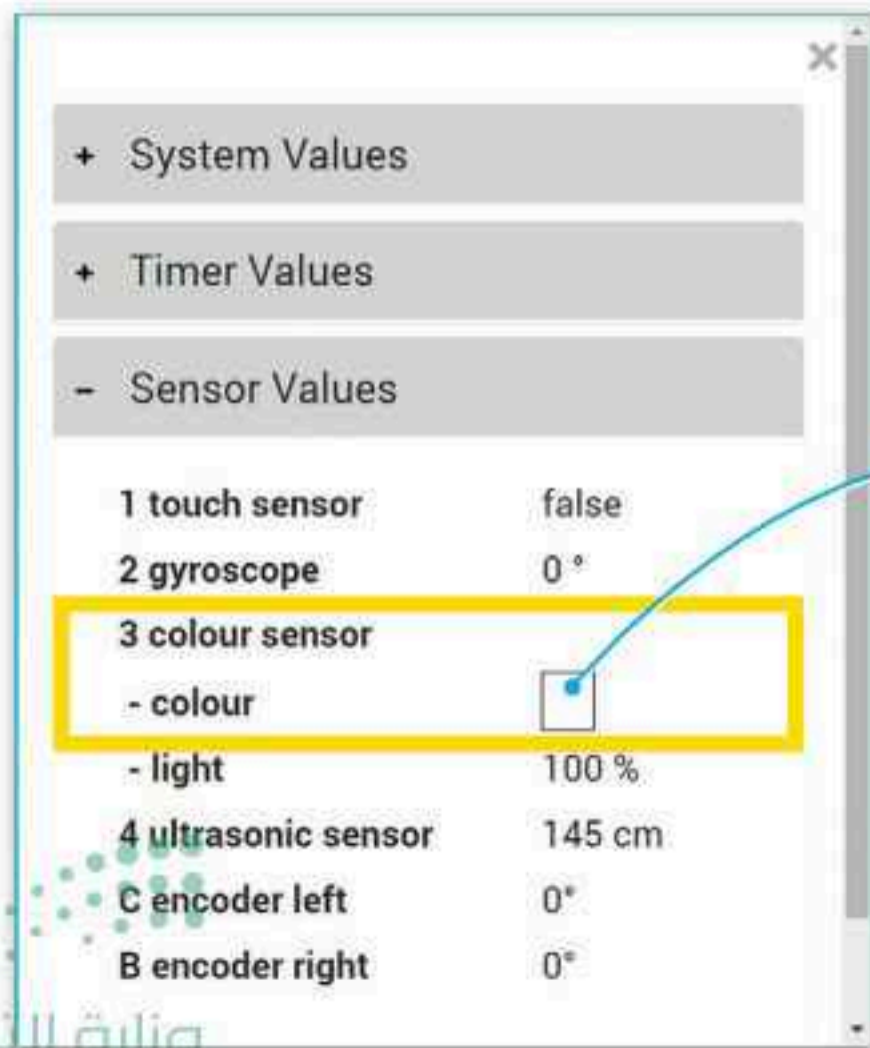 ×
+ System Values
+ Timer Values
- Sensor Values
1 touch sensor false
2 gyroscope 0 °
3 colour sensor
- colour
- light 100 %
4 ultrasonic sensor 145 cm
C encoder left 0°
B encoder right 0°